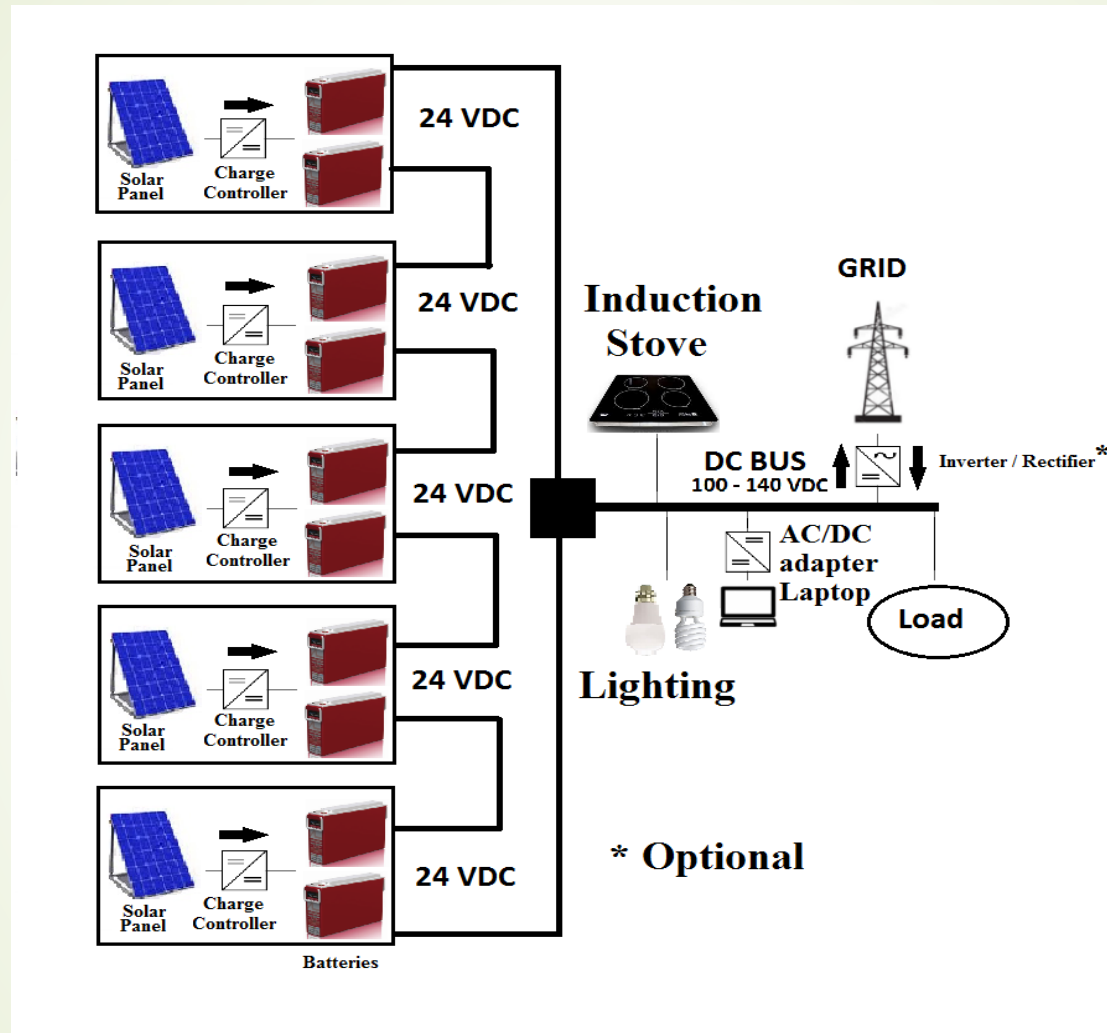 24 VDC
Solar
Panel
Charge
Controller
24 VDC
Solar
Panel
Charge
Controller
24 VDC
Solar
Panel
Charge
Controller
24 VDC
Solar
Panel
Charge
Controller
24 VDC
Solar
Panel
Charge
Controller
Batteries
Induction
Stove
GRID
DC BUS
100 - 140 VDC
Inverter / Rectifier*
AC/DC
adapter
Laptop
Load
Lighting
* Optional